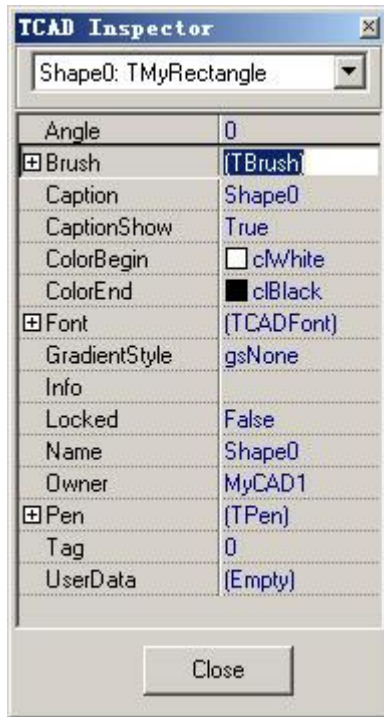 TCAD Inspector
Shape0: TMyRectangle
Angle 0
Brush (TBrush)
Caption Shape0
CaptionShow True
ColorBegin clWhite
ColorEnd clBlack
Font (TCADFont)
GradientStyle gsNone
Info
Locked False
Name Shape0
Owner MyCAD1
Pen (TPen)
Tag 0
UserData (Empty)
Close